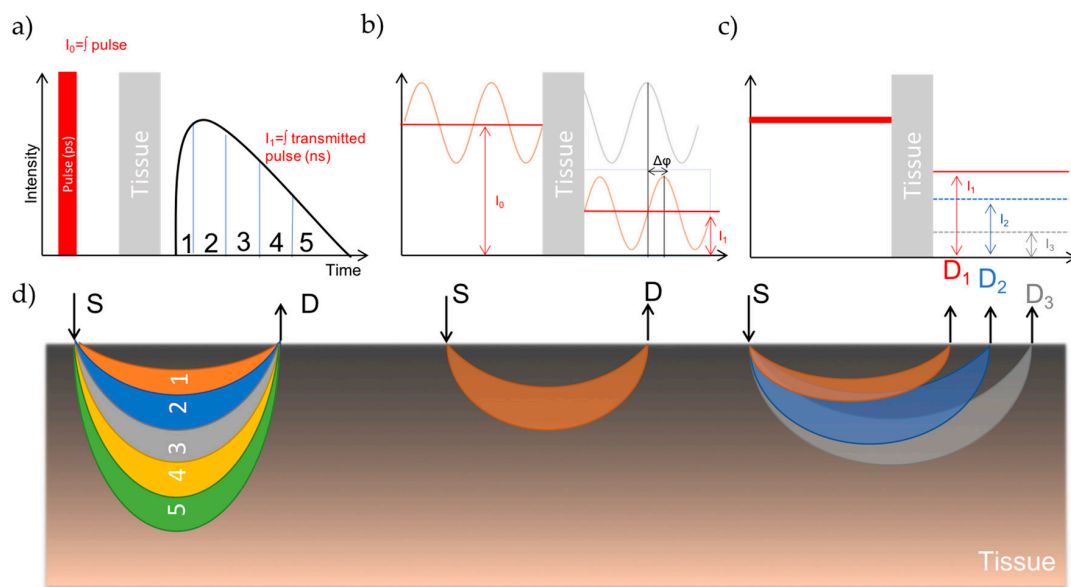 a)
I₀=∫ pulse
Intensity
Pulse (ps)
Tissue
I₁=∫ transmitted
pulse (ns)
1 2 3 4 5
Time
b)
I₀
Tissue
Δφ
I₁
c)
Tissue
I₁
I₂
I₃
D₁
D₂
D₃
d)
S
D
1
2
3
4
5
S
D
S
Tissue